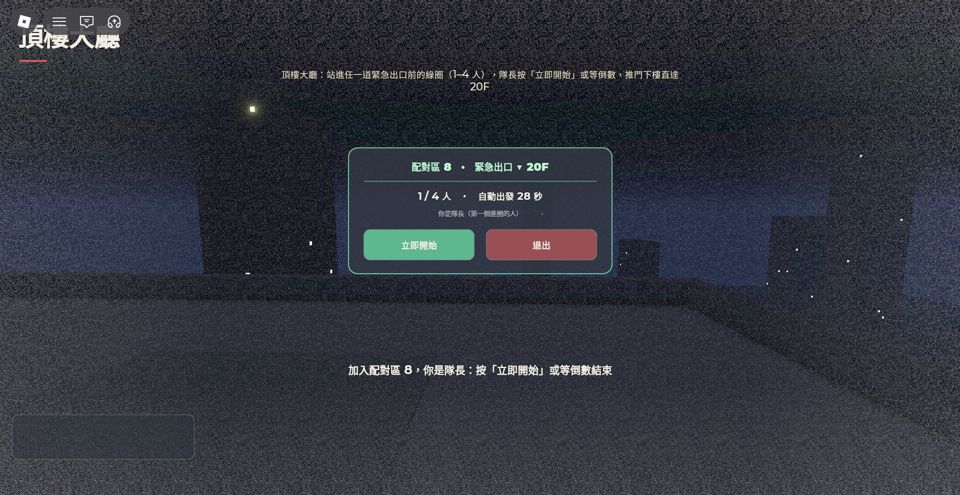 頂樓大廳
頂樓大廳：站進任一道緊急出口前的綠圈（1–4 人），隊長按「立即開始」或等倒數，推門下樓直達
20F
配對區 8 • 緊急出口 ▼ 20F
1 / 4 人 • 自動出發 28 秒
你是隊長（第一個進圈的人）
立即開始
退出
加入配對區 8，你是隊長：按「立即開始」或等倒數結束